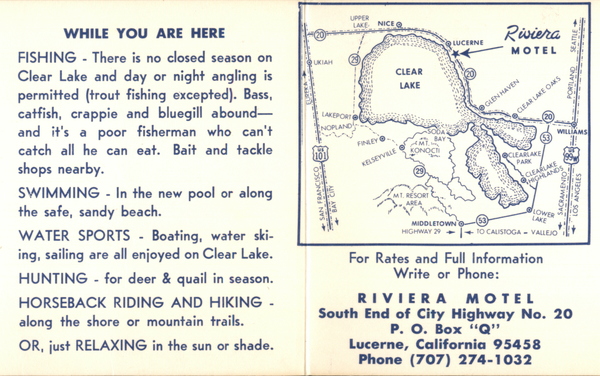 WHILE YOU ARE HERE
FISHING - There is no closed season on
Clear Lake and day or night angling is
permitted (trout fishing excepted). Bass,
catfish, crappie and bluegill abound—
and it's a poor fisherman who can't
catch all he can eat. Bait and tackle
shops nearby.
SWIMMING - In the new pool or along
the safe, sandy beach.
WATER SPORTS - Boating, water ski-
ing, sailing are all enjoyed on Clear Lake.
HUNTING - for deer & quail in season.
HORSEBACK RIDING AND HIKING -
along the shore or mountain trails.
OR, just RELAXING in the sun or shade.
UPPER
LAKE
NICE
20
LUCERNE
Riviera
MOTEL
UKIAH
29
EUREKA
CLEAR
LAKE
20
GLEN HAVEN
CLEAR LAKE OAKS
SEATTLE
PORTLAND
LAKEPORT
HOPLAND
FINLEY
KELSEYVILLE
SODA
BAY
MT.
KONOCTI
20
53
WILLIAMS
101
99W
CLEARLAKE
PARK
CLEARLAKE
HIGHLANDS
29
SAN FRANCISCO
BAY CITY
MT. RESORT
AREA
SACRAMENTO
LOS ANGELES
LOWER
LAKE
53
MIDDLETOWN
HIGHWAY 29
TO CALISTOGA - VALLEJO
For Rates and Full Information
Write or Phone:
RIVIERA MOTEL
South End of City Highway No. 20
P. O. Box "Q"
Lucerne, California 95458
Phone (707) 274-1032